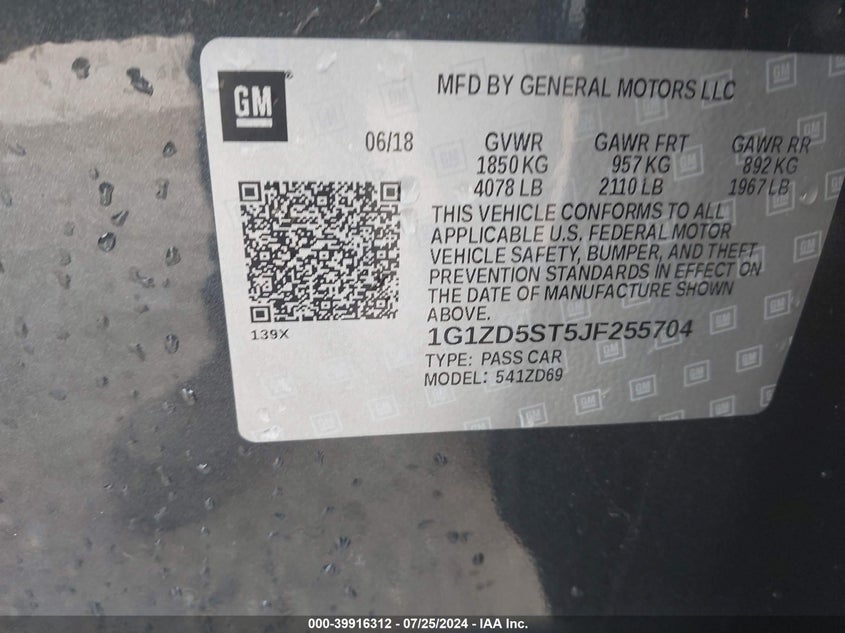 GM
MFD BY GENERAL MOTORS LLC
06/18 GVWR GAWR FRT GAWR RR
1850 KG 957 KG 892 KG
4078 LB 2110 LB 1967 LB
THIS VEHICLE CONFORMS TO ALL
APPLICABLE U.S. FEDERAL MOTOR
VEHICLE SAFETY, BUMPER, AND THEFT
PREVENTION STANDARDS IN EFFECT ON
THE DATE OF MANUFACTURE SHOWN
ABOVE.
139X
1G1ZD5ST5JF255704
TYPE: PASS CAR
MODEL: 541ZD69
000-39916312 - 07/25/2024 - IAA Inc.